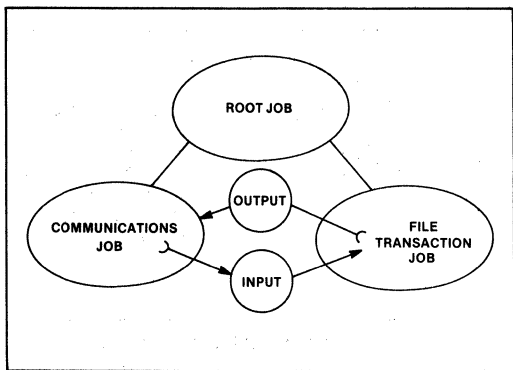 ROOT JOB
OUTPUT
COMMUNICATIONS
JOB
FILE
TRANSACTION
JOB
INPUT